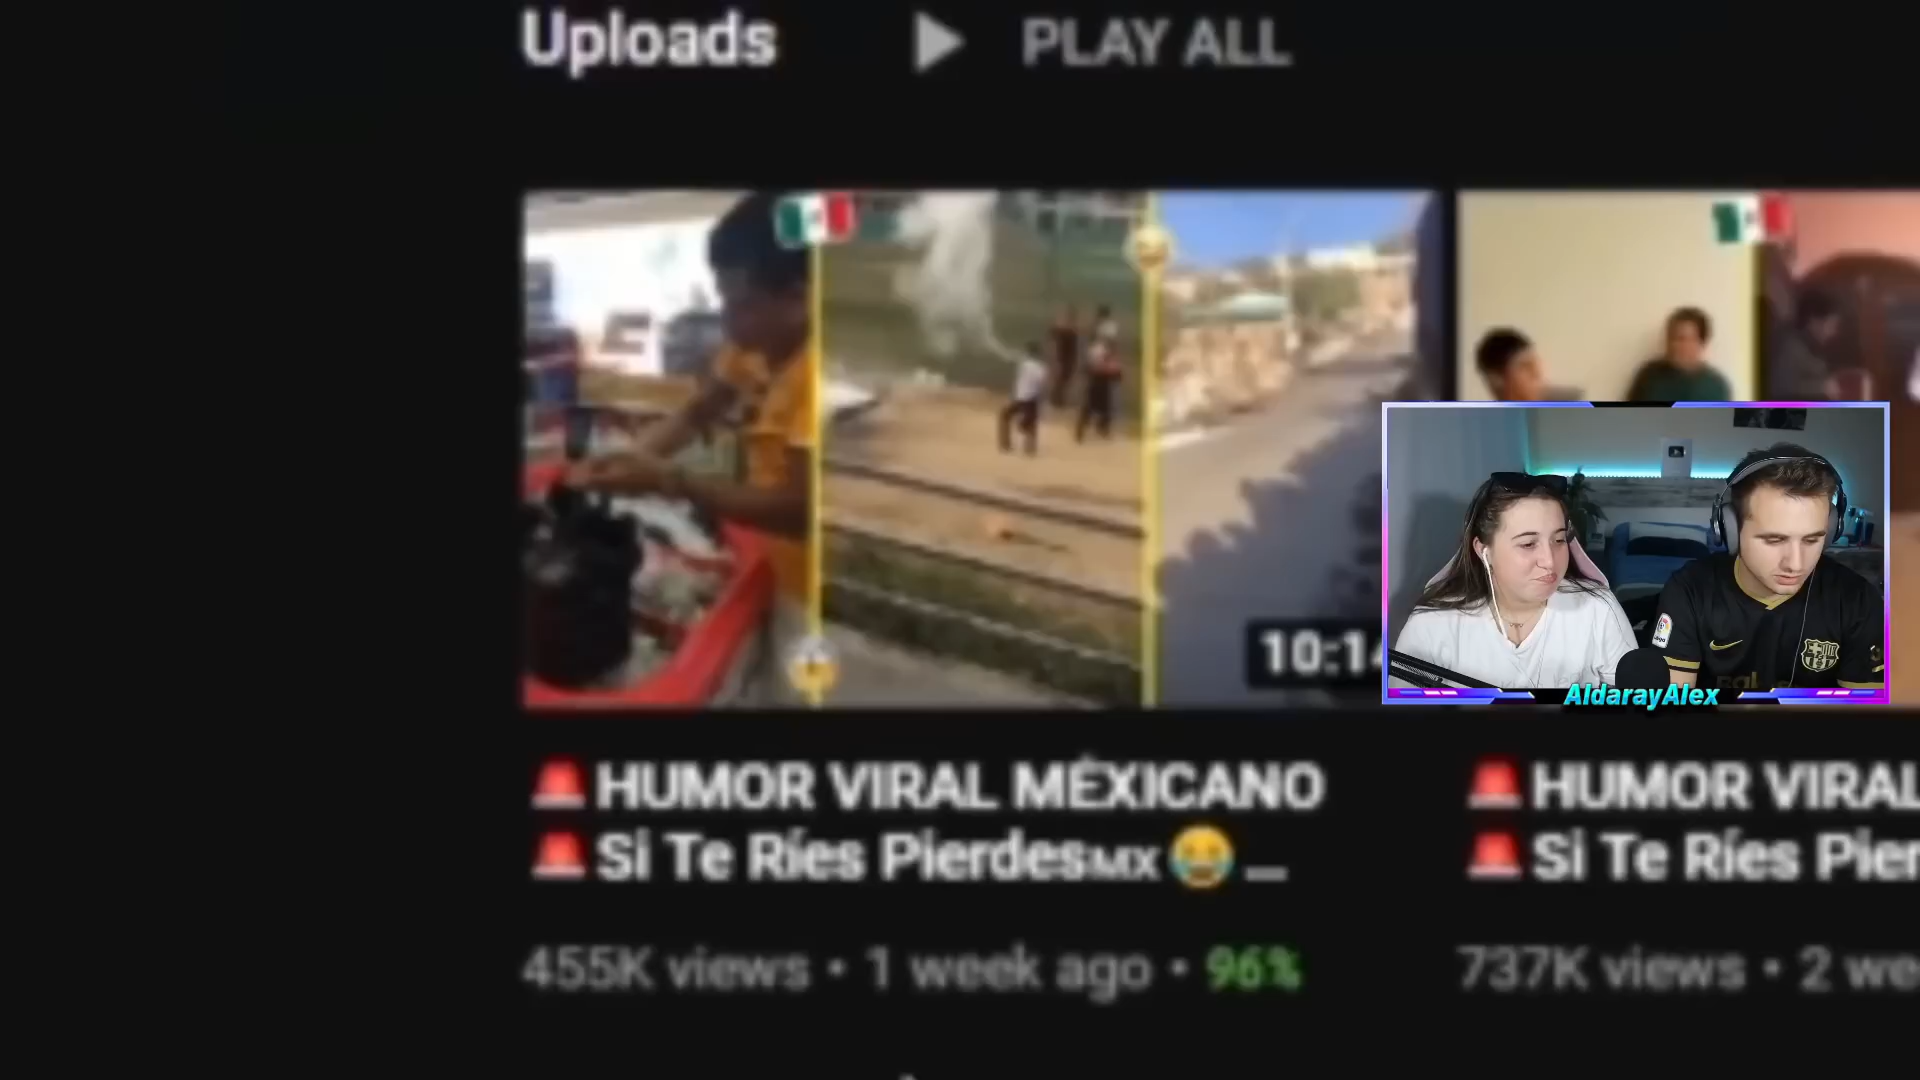 Uploads
PLAY ALL
10:14
AldarayAlex
🚨HUMOR VIRAL MÉXICANO
🚨Si Te Ríes PierdesMX😂...
455K views • 1 week ago • 96%
🚨HUMOR VIRAL
🚨Si Te Ríes Pier
737K views • 2 we